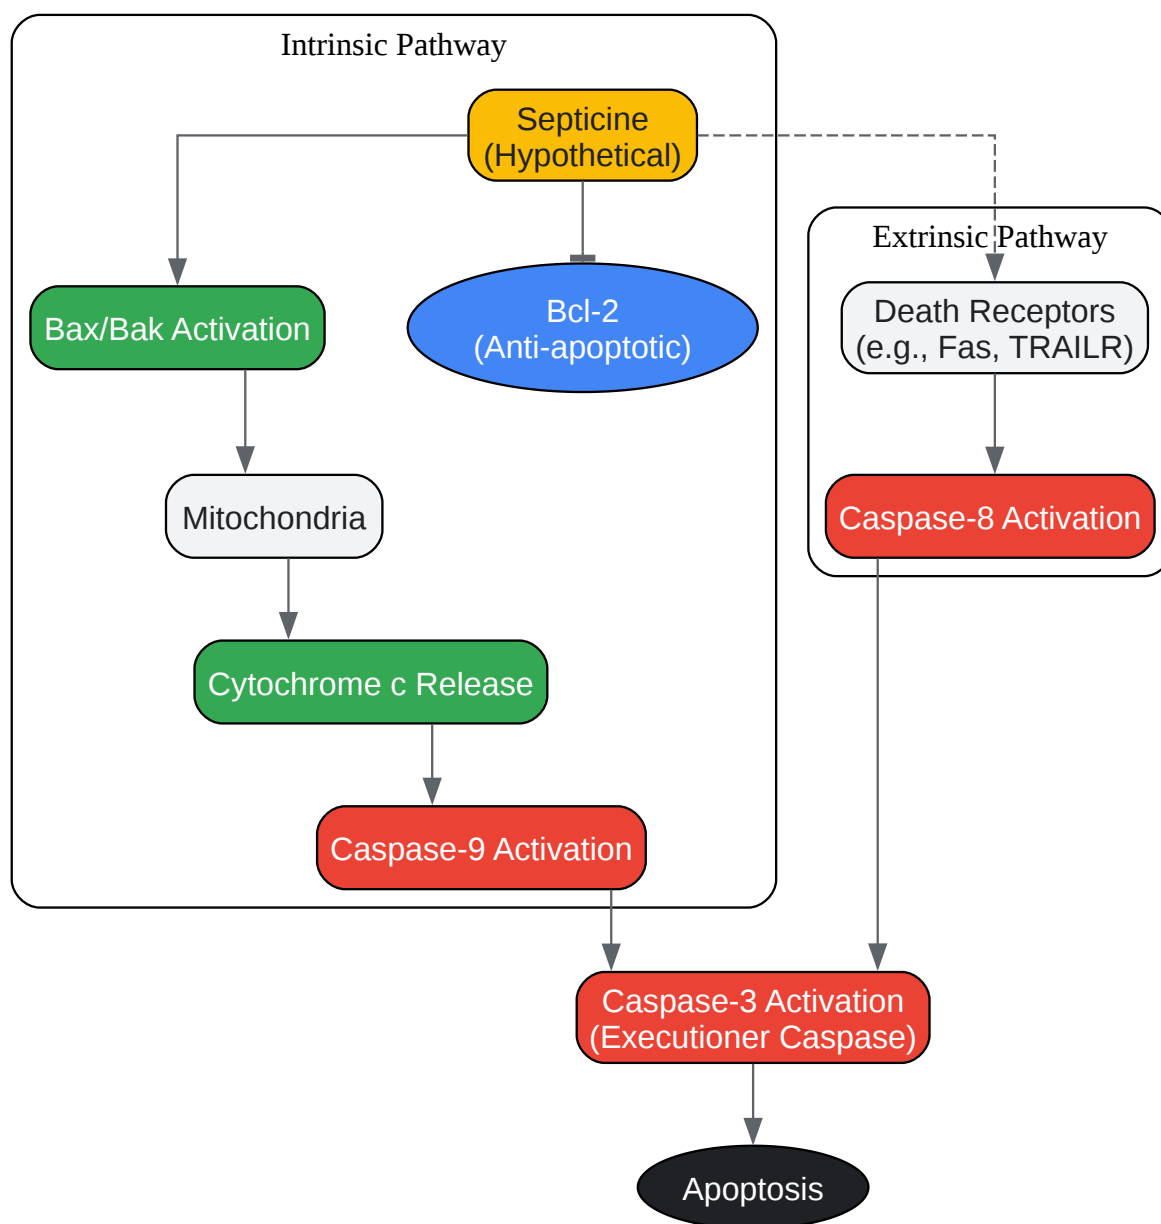 Intrinsic Pathway
Septicine
(Hypothetical)
Extrinsic Pathway
Bax/Bak Activation
Bcl-2
(Anti-apoptotic)
Death Receptors
(e.g., Fas, TRAILR)
Mitochondria
Caspase-8 Activation
Cytochrome c Release
Caspase-9 Activation
Caspase-3 Activation
(Executioner Caspase)
Apoptosis